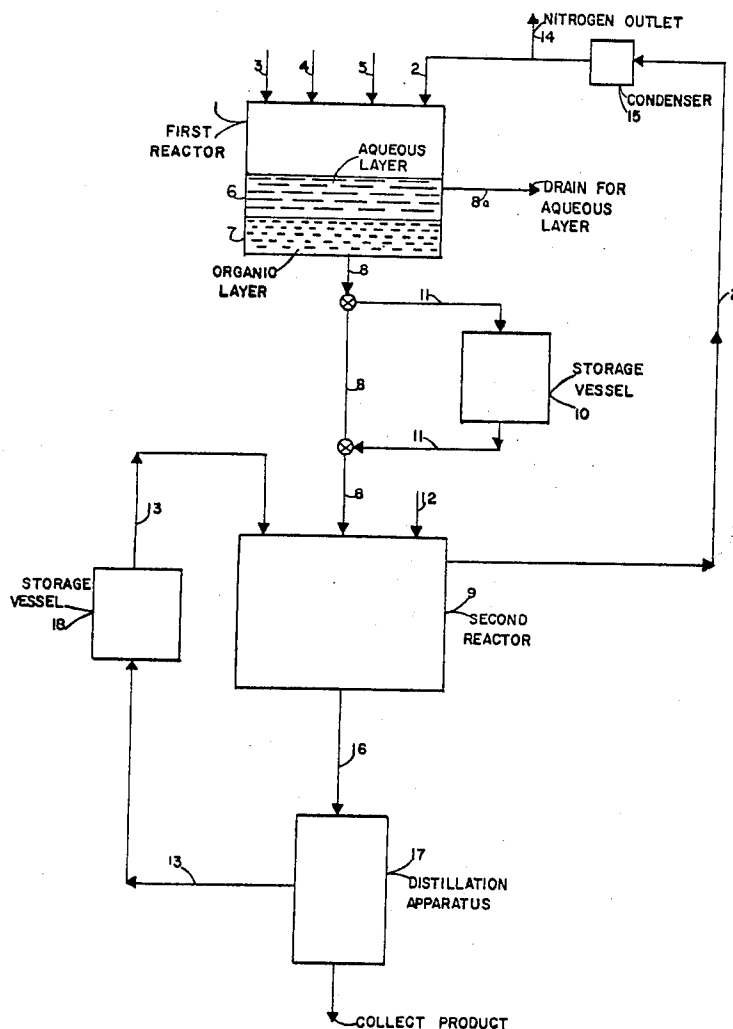 NITROGEN OUTLET
14
3
4
5
2
CONDENSER
15
FIRST
REACTOR
AQUEOUS
LAYER
6
DRAIN FOR
AQUEOUS
LAYER
8a
7
ORGANIC
LAYER
8
11
2
STORAGE
VESSEL
10
8
11
8
12
13
STORAGE
VESSEL
18
9
SECOND
REACTOR
16
17
DISTILLATION
APPARATUS
13
COLLECT PRODUCT